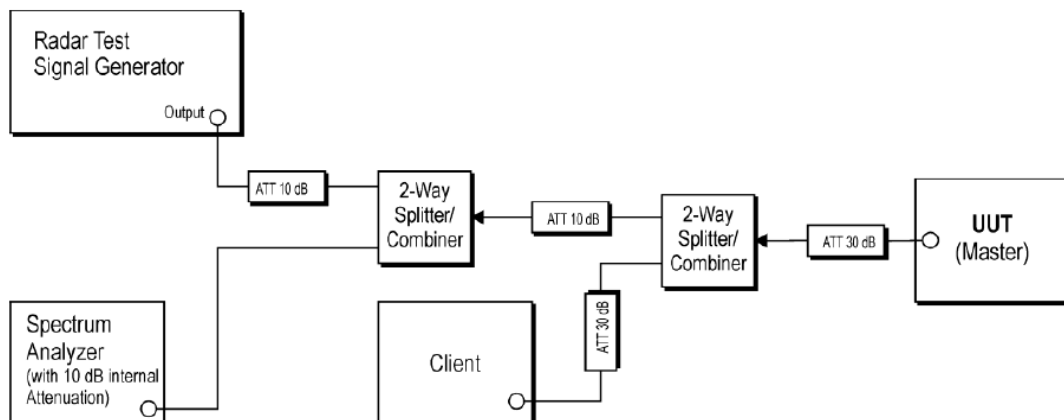 Radar Test
Signal Generator
Output
ATT 10 dB
2-Way
Splitter/
Combiner
ATT 10 dB
2-Way
Splitter/
Combiner
ATT 30 dB
UUT
(Master)
Spectrum
Analyzer
(with 10 dB internal
Attenuation)
Client
ATT 30 dB